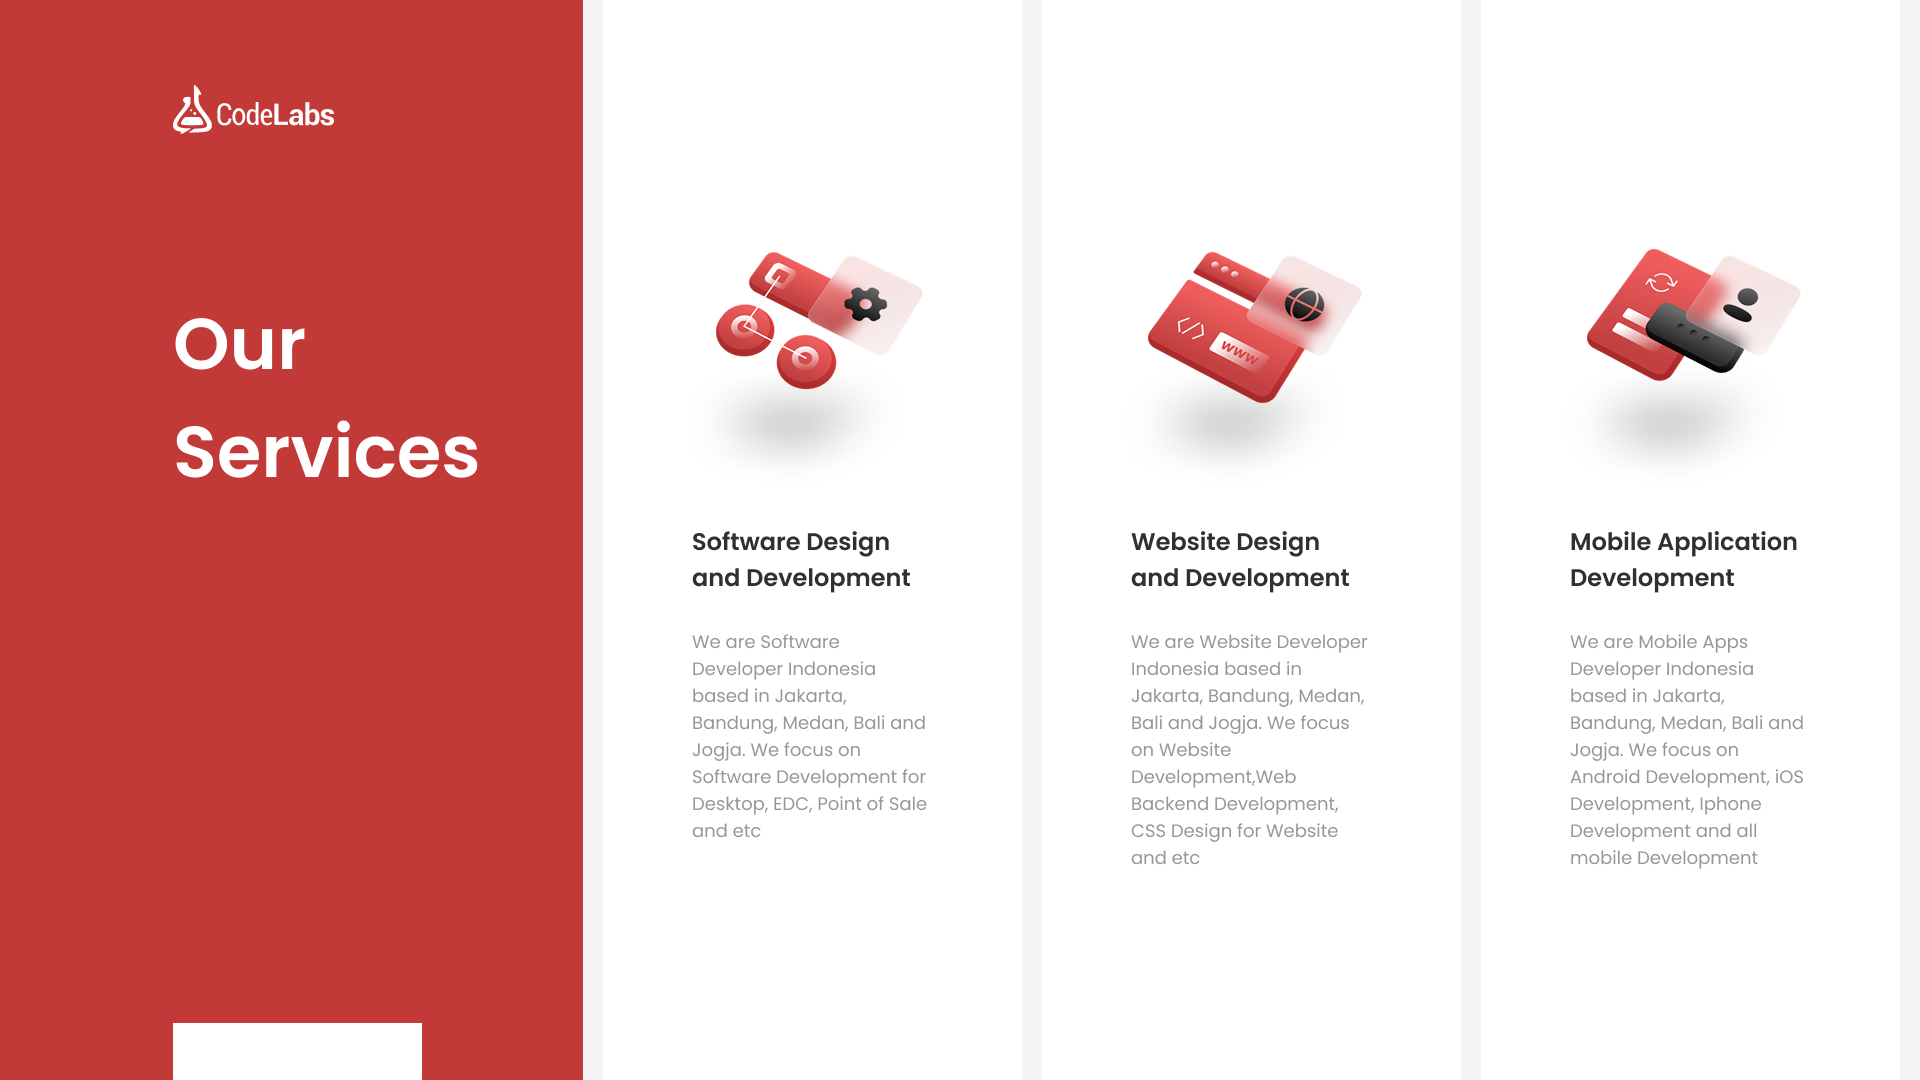 CodeLabs
Our
Services
Software Design
and Development
We are Software
Developer Indonesia
based in Jakarta,
Bandung, Medan, Bali and
Jogja. We focus on
Software Development for
Desktop, EDC, Point of Sale
and etc
</>
www
Website Design
and Development
We are Website Developer
Indonesia based in
Jakarta, Bandung, Medan,
Bali and Jogja. We focus
on Website
Development,Web
Backend Development,
CSS Design for Website
and etc
Mobile Application
Development
We are Mobile Apps
Developer Indonesia
based in Jakarta,
Bandung, Medan, Bali and
Jogja. We focus on
Android Development, iOS
Development, Iphone
Development and all
mobile Development